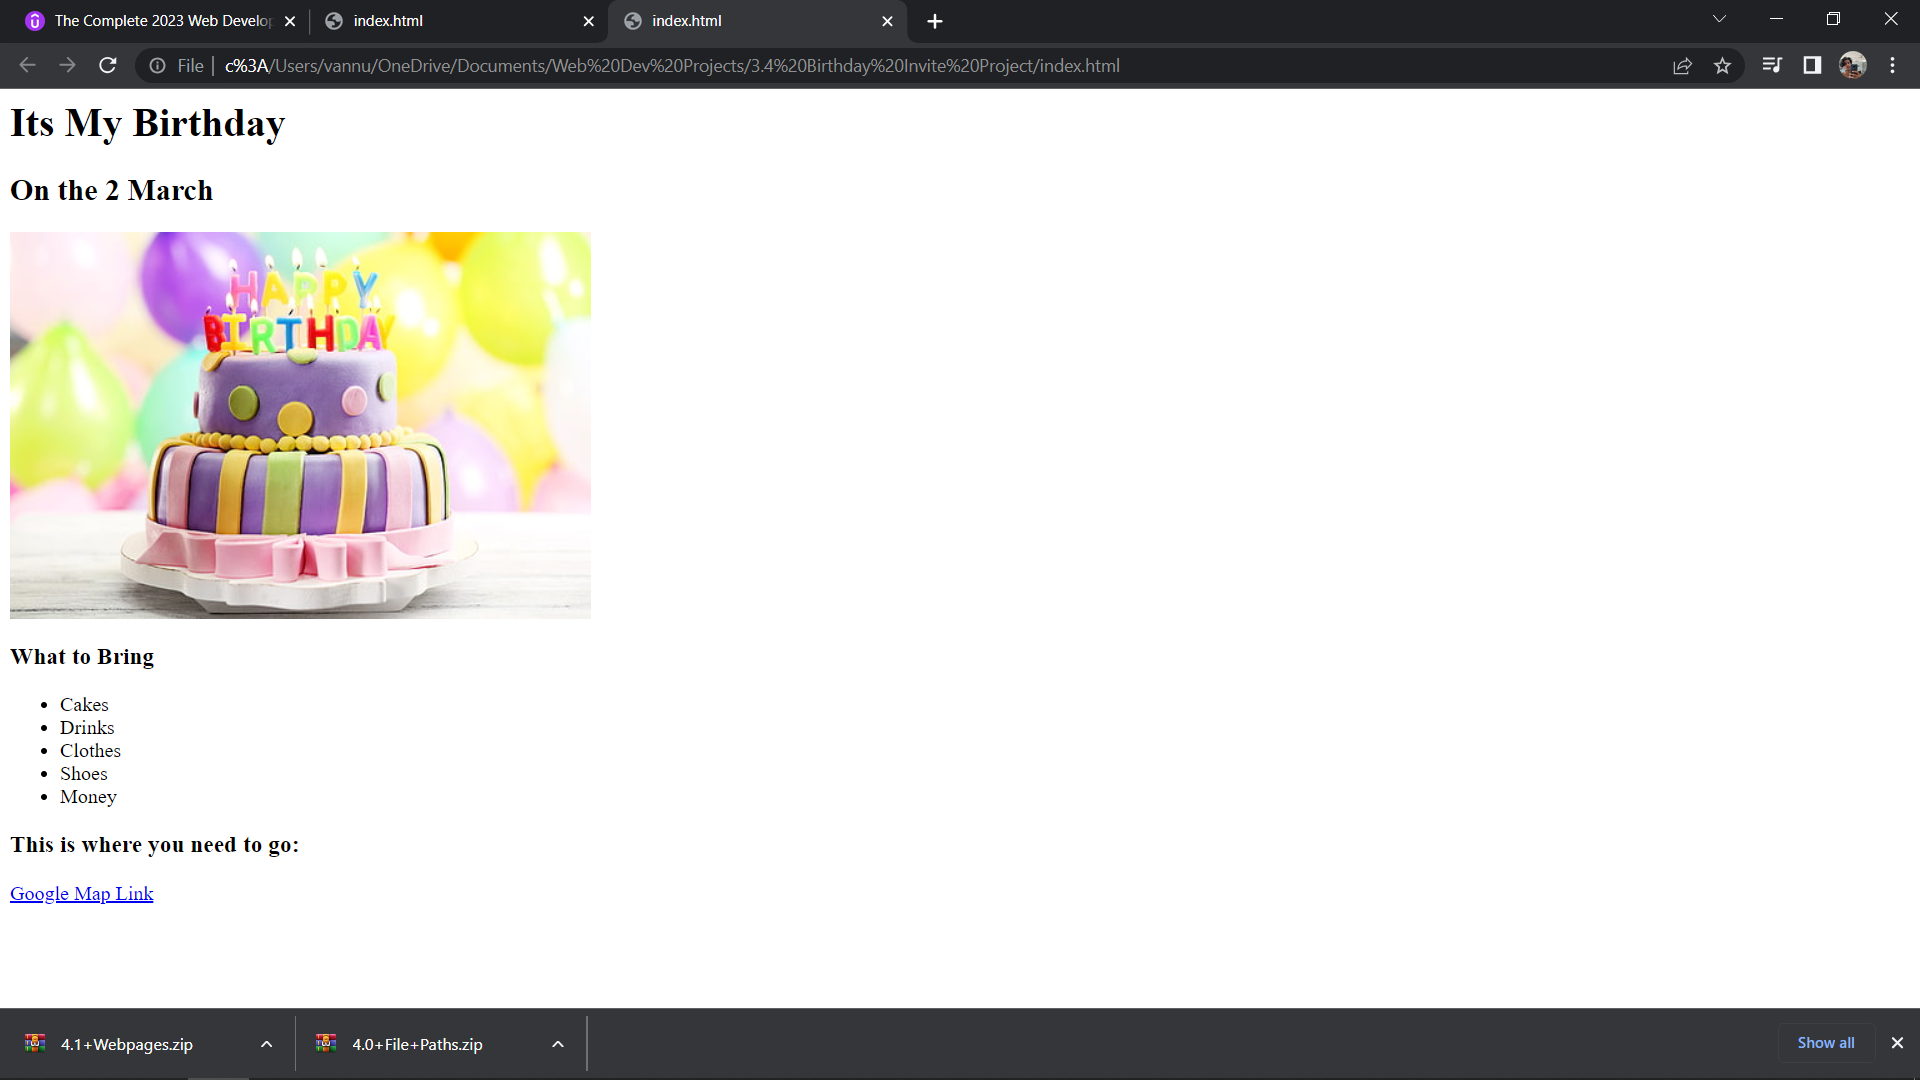 The Complete 2023 Web Develop
index.html
index.html
File
c%3A/Users/vannu/OneDrive/Documents/Web%20Dev%20Projects/3.4%20Birthday%20Invite%20Project/index.html
Its My Birthday
On the 2 March
HAPPY
BIRTHDAY
What to Bring
• Cakes
• Drinks
• Clothes
• Shoes
• Money
This is where you need to go:
Google Map Link
4.1+Webpages.zip
4.0+File+Paths.zip
Show all